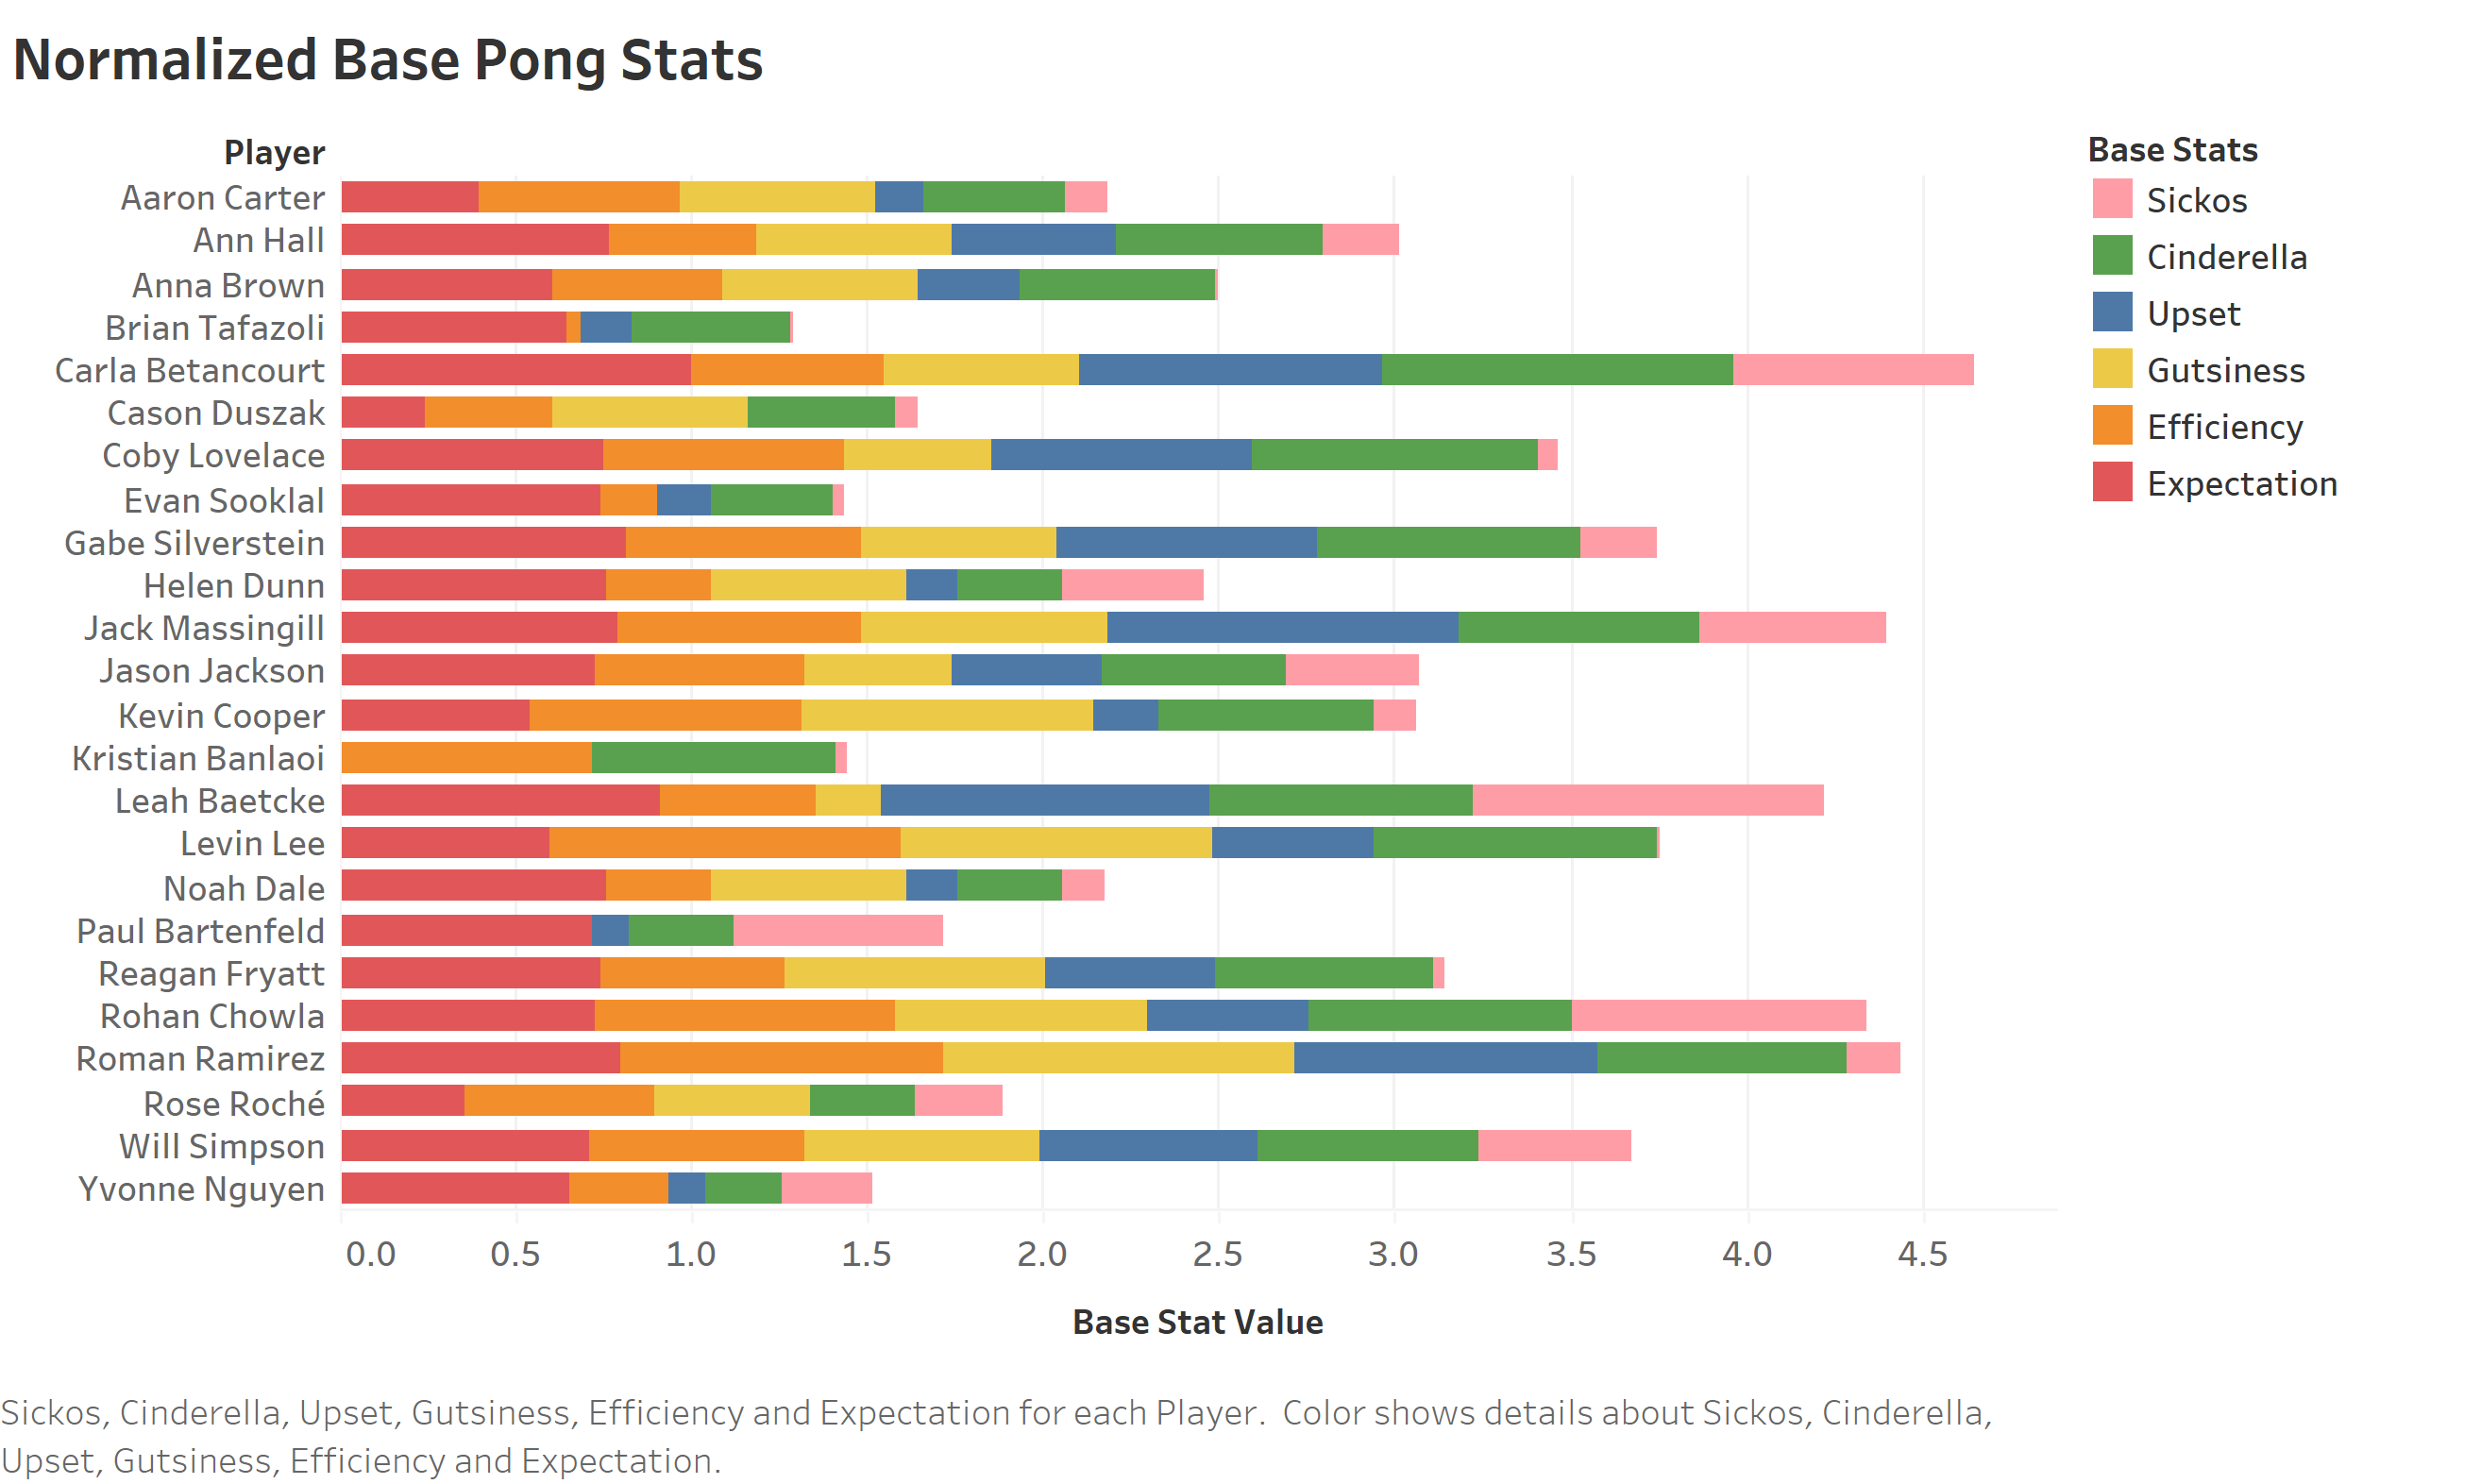 Normalized Base Pong Stats
Player
Aaron Carter
Ann Hall
Anna Brown
Brian Tafazoli
Carla Betancourt
Cason Duszak
Coby Lovelace
Evan Sooklal
Gabe Silverstein
Helen Dunn
Jack Massingill
Jason Jackson
Kevin Cooper
Kristian Banlaoi
Leah Baetcke
Levin Lee
Noah Dale
Paul Bartenfeld
Reagan Fryatt
Rohan Chowla
Roman Ramirez
Rose Roché
Will Simpson
Yvonne Nguyen
0.0 0.5 1.0 1.5 2.0 2.5 3.0 3.5 4.0 4.5
Base Stat Value
Base Stats
Sickos
Cinderella
Upset
Gutsiness
Efficiency
Expectation
Sickos, Cinderella, Upset, Gutsiness, Efficiency and Expectation for each Player.  Color shows details about Sickos, Cinderella,
Upset, Gutsiness, Efficiency and Expectation.